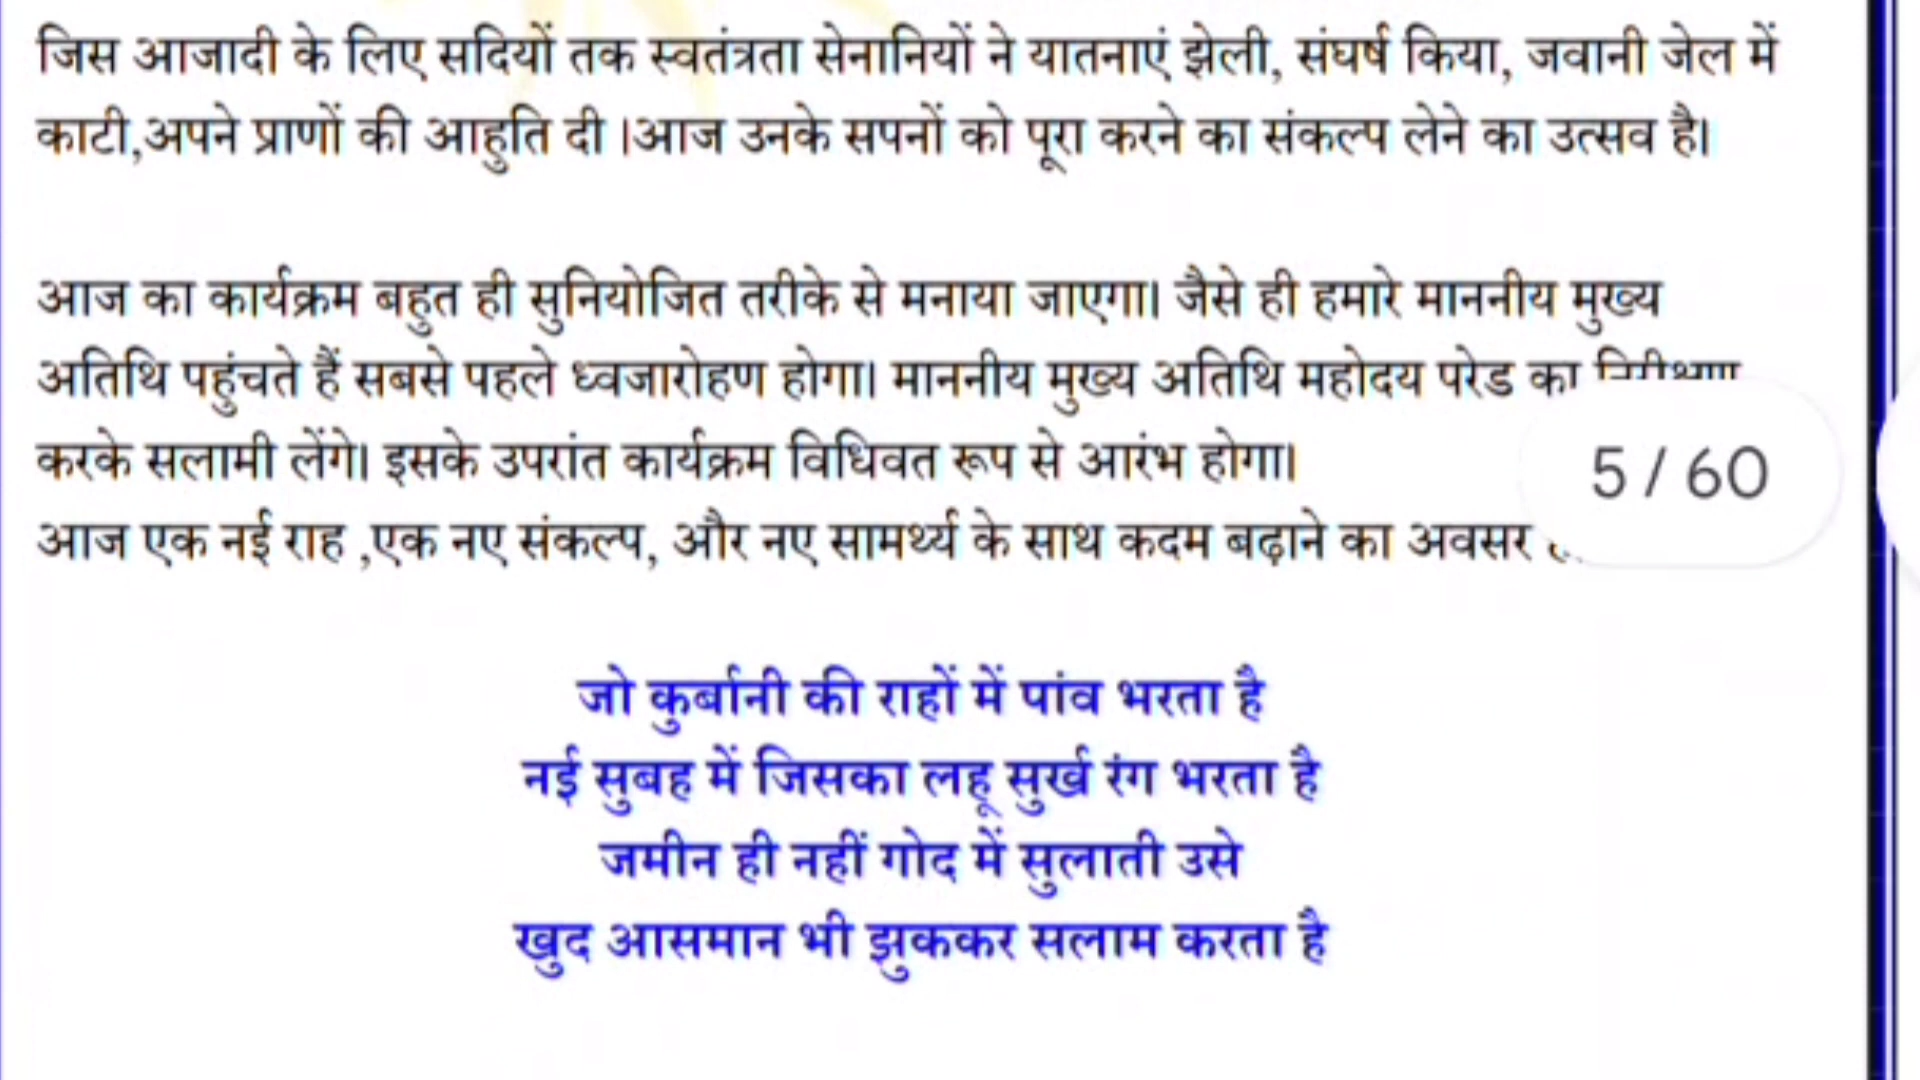 जिस आजादी के लिए सदियों तक स्वतंत्रता सेनानियों ने यातनाएं झेली, संघर्ष किया, जवानी जेल में
काटी,अपने प्राणों की आहुति दी ।आज उनके सपनों को पूरा करने का संकल्प लेने का उत्सव है।
आज का कार्यक्रम बहुत ही सुनियोजित तरीके से मनाया जाएगा। जैसे ही हमारे माननीय मुख्य
अतिथि पहुंचते हैं सबसे पहले ध्वजारोहण होगा। माननीय मुख्य अतिथि महोदय परेड का
करके सलामी लेंगे। इसके उपरांत कार्यक्रम विधिवत रूप से आरंभ होगा।
5 / 60
आज एक नई राह ,एक नए संकल्प, और नए सामर्थ्य के साथ कदम बढ़ाने का अवसर
जो कुर्बानी की राहों में पांव भरता है
नई सुबह में जिसका लहू सुर्ख रंग भरता है
जमीन ही नहीं गोद में सुलाती उसे
खुद आसमान भी झुककर सलाम करता है